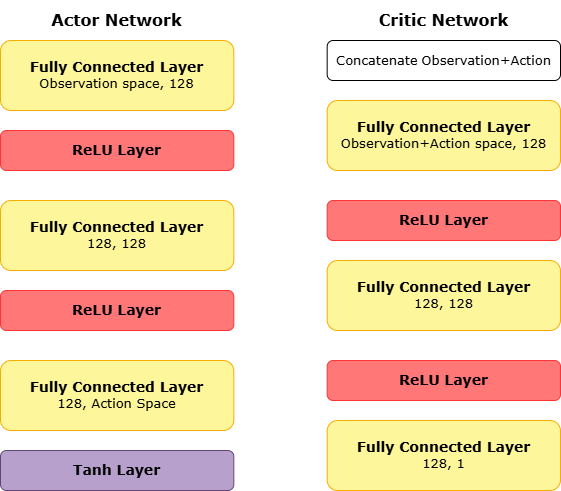 Actor Network
Fully Connected Layer
Observation space, 128
ReLU Layer
Fully Connected Layer
128, 128
ReLU Layer
Fully Connected Layer
128, Action Space
Tanh Layer
Critic Network
Concatenate Observation+Action
Fully Connected Layer
Observation+Action space, 128
ReLU Layer
Fully Connected Layer
128, 128
ReLU Layer
Fully Connected Layer
128, 1